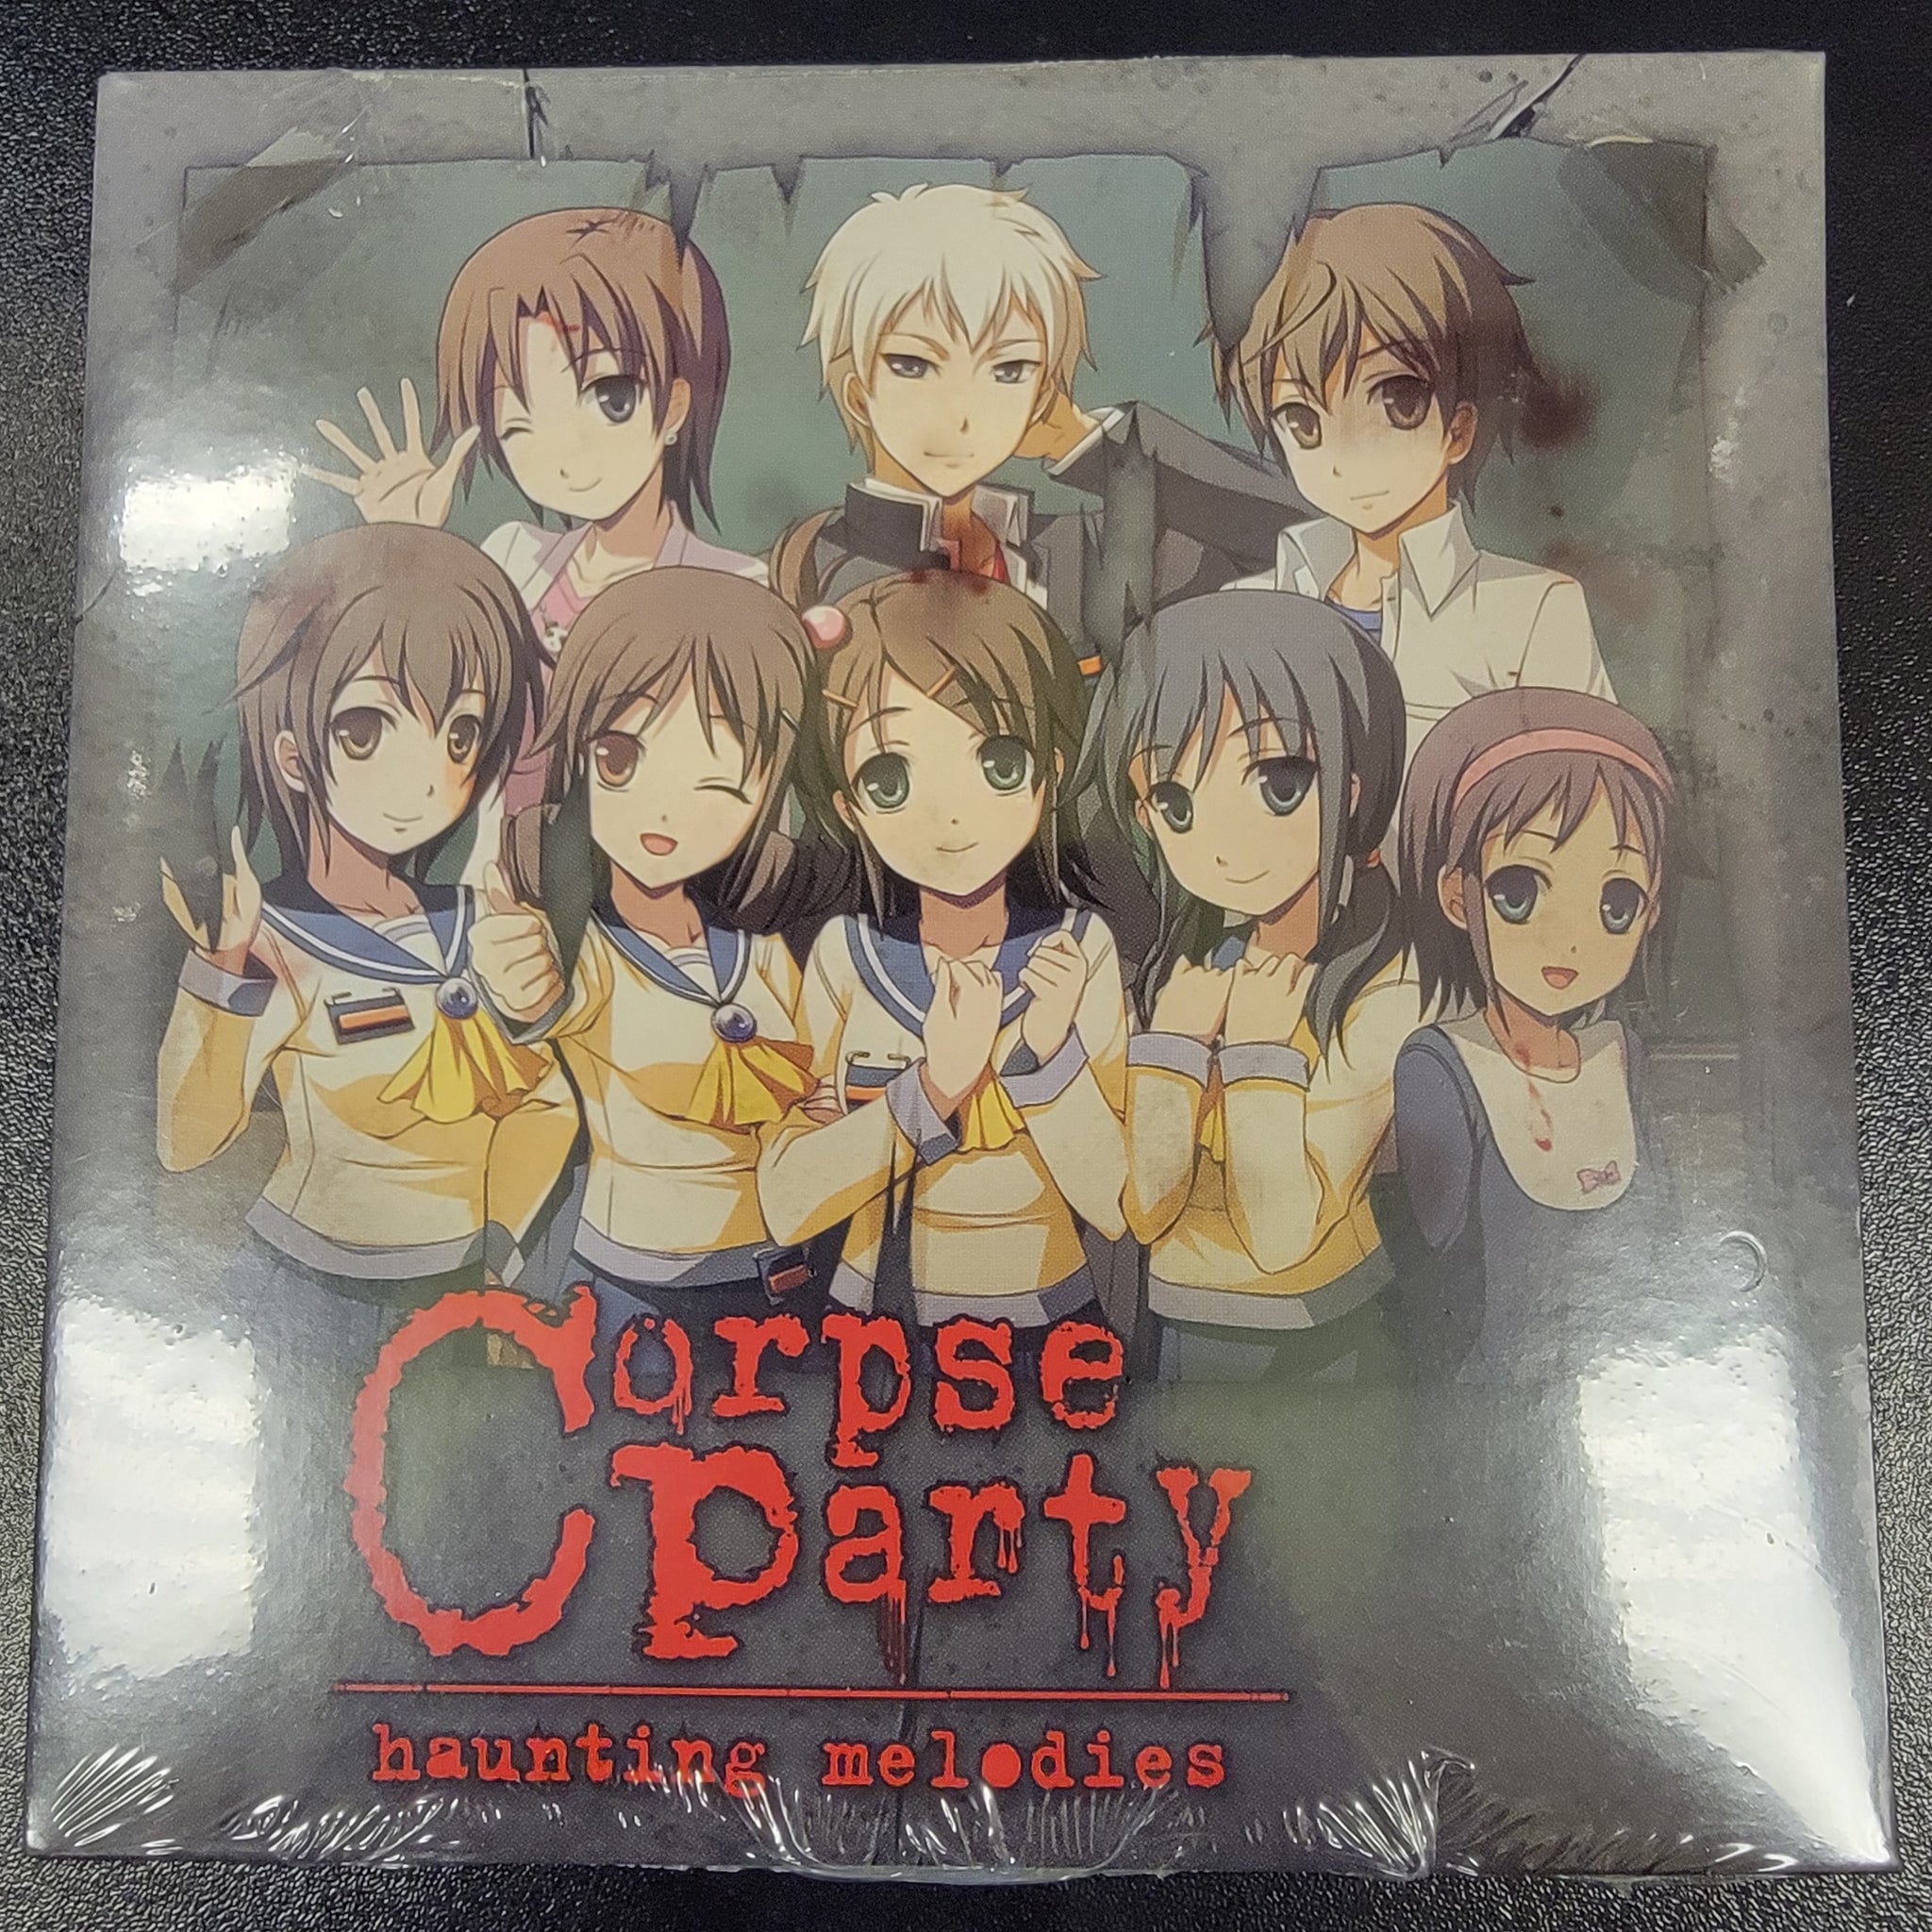 Corpse
Party
haunting melodies